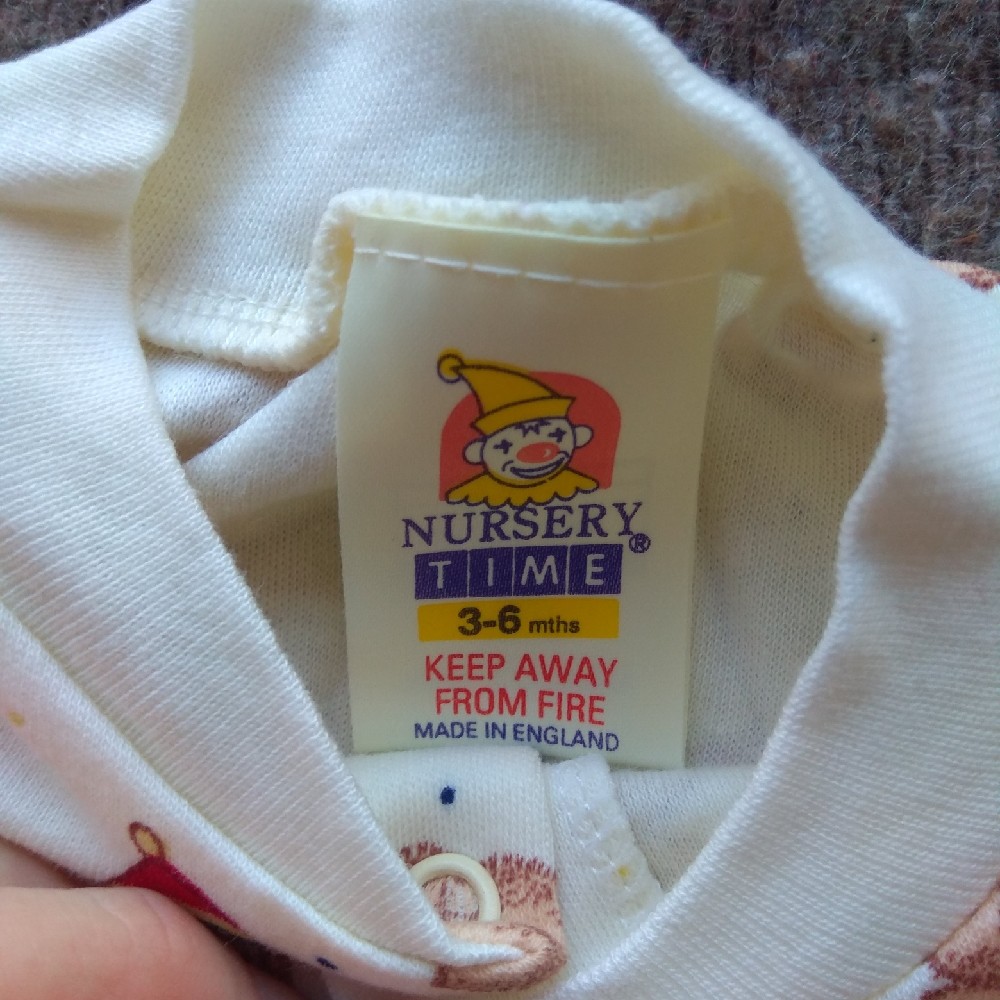 NURSERY
TIME®
3-6 mths
KEEP AWAY
FROM FIRE
MADE IN ENGLAND